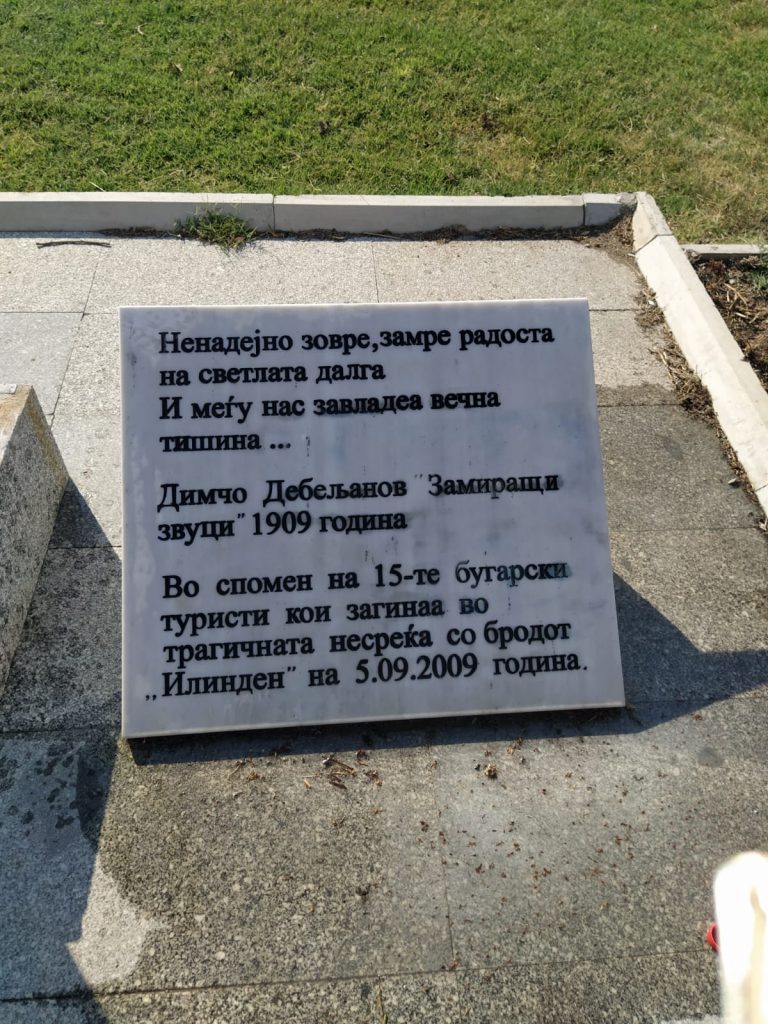 Ненадејно зовре,замре радоста
на светлата далга
И меѓу нас завладеа вечна
тишина ...
Димчо Дебељанов "Замиращи
звуци" 1909 година
Во спомен на 15-те бугарски
туристи кои загинаа во
трагичната несреќа со бродот
„Илинден" на 5.09.2009 година.